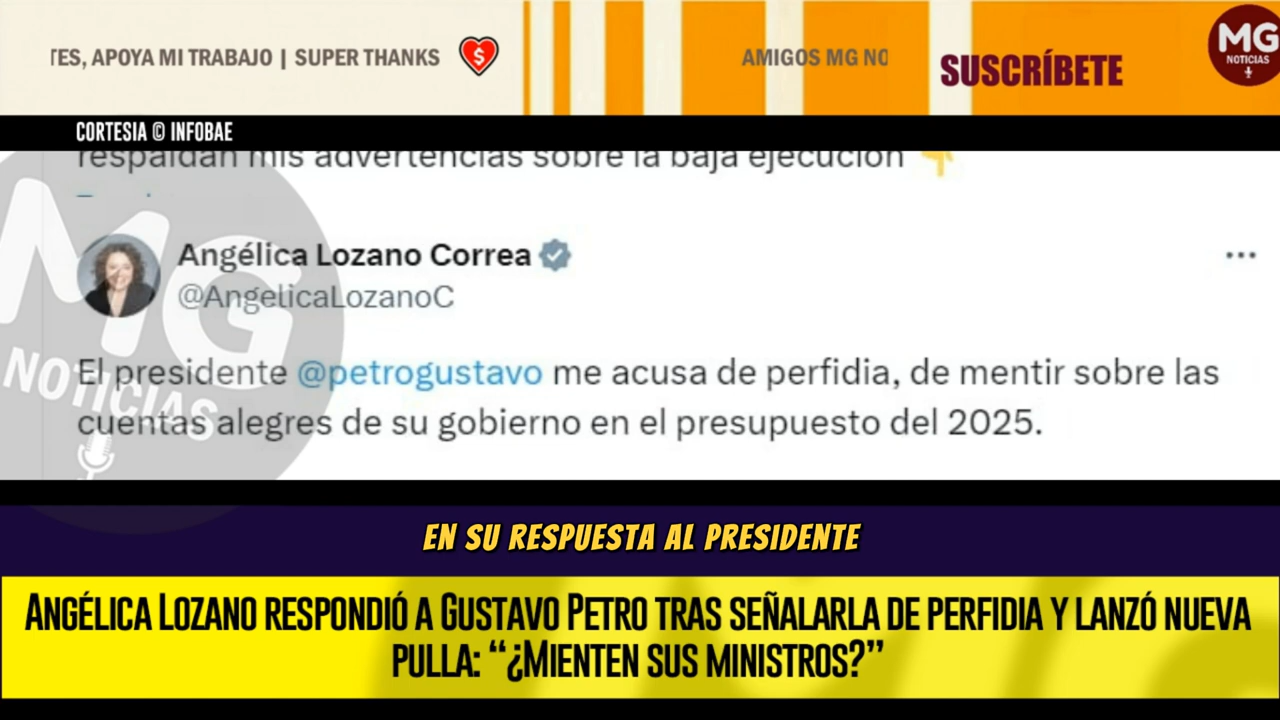 TES, APOYA MI TRABAJO | SUPER THANKS
AMIGOS MG NO
SUSCRÍBETE
MG
NOTICIAS
CORTESIA © INFOBAE
respaldan mis advertencias sobre la baja ejecución
Angélica Lozano Correa
@AngelicaLozanoC
El presidente @petrogustavo me acusa de perfidia, de mentir sobre las
cuentas alegres de su gobierno en el presupuesto del 2025.
MG
NOTICIAS
EN SU RESPUESTA AL PRESIDENTE
ANGÉLICA LOZANO RESPONDIÓ A GUSTAVO PETRO TRAS SEÑALARLA DE PERFIDIA Y LANZÓ NUEVA
PULLA: “¿MIENTEN SUS MINISTROS?”